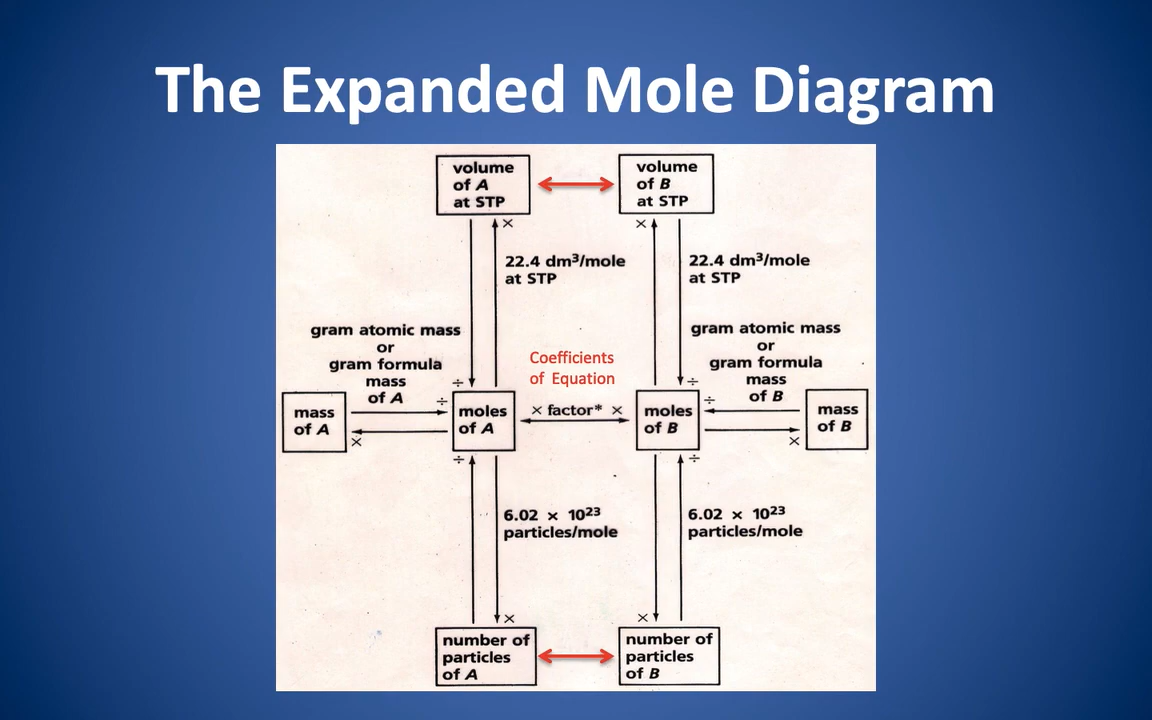 The Expanded Mole Diagram
volume
of A
at STP
volume
of B
at STP
×
×
22.4 dm³/mole
at STP
22.4 dm³/mole
at STP
gram atomic mass
or
gram formula
mass
of A
gram atomic mass
or
gram formula
mass
of B
Coefficients
of Equation
÷
÷
÷
÷
mass
of A
moles
of A
× factor* ×
moles
of B
mass
of B
×
×
÷
÷
6.02 × 10²³
particles/mole
6.02 × 10²³
particles/mole
×
×
number of
particles
of A
number of
particles
of B